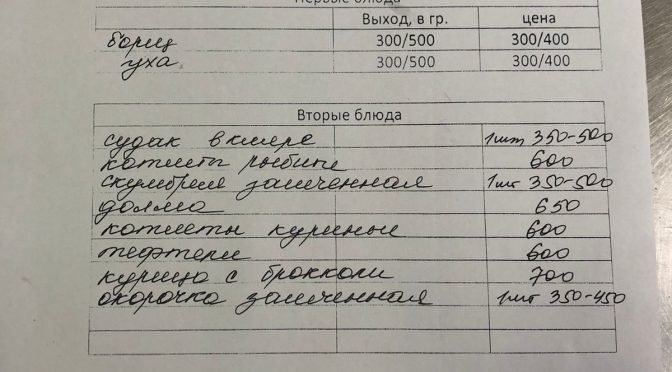 Первые блюда
Выход, в гр. цена
борщ 300/500 300/400
уха 300/500 300/400
Вторые блюда
судак в кляре 1шт 350-500
котлеты рыбные 600
скумбрия запеченная 1шт 350-500
долма 650
котлеты куриные 600
тефтели 600
курица с брокколи 700
окорочка запеченная 1шт 350-450